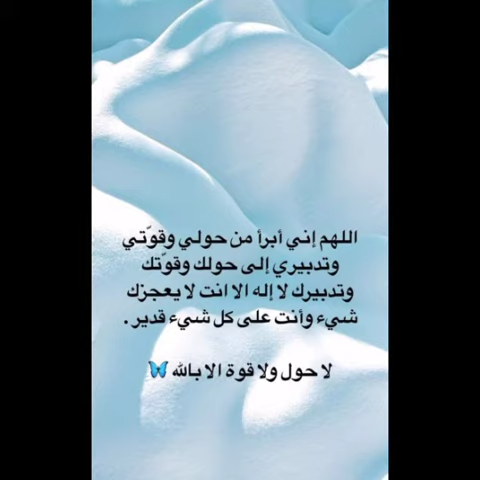 اللهم إني أبرأ من حولي وقوّتي
وتدبيري إلى حولك وقوّتك
وتدبيرك لا إله الا انت لا يعجزك
شيء وأنت على كل شيء قدير .
لا حول ولا قوة الا بالله 🦋